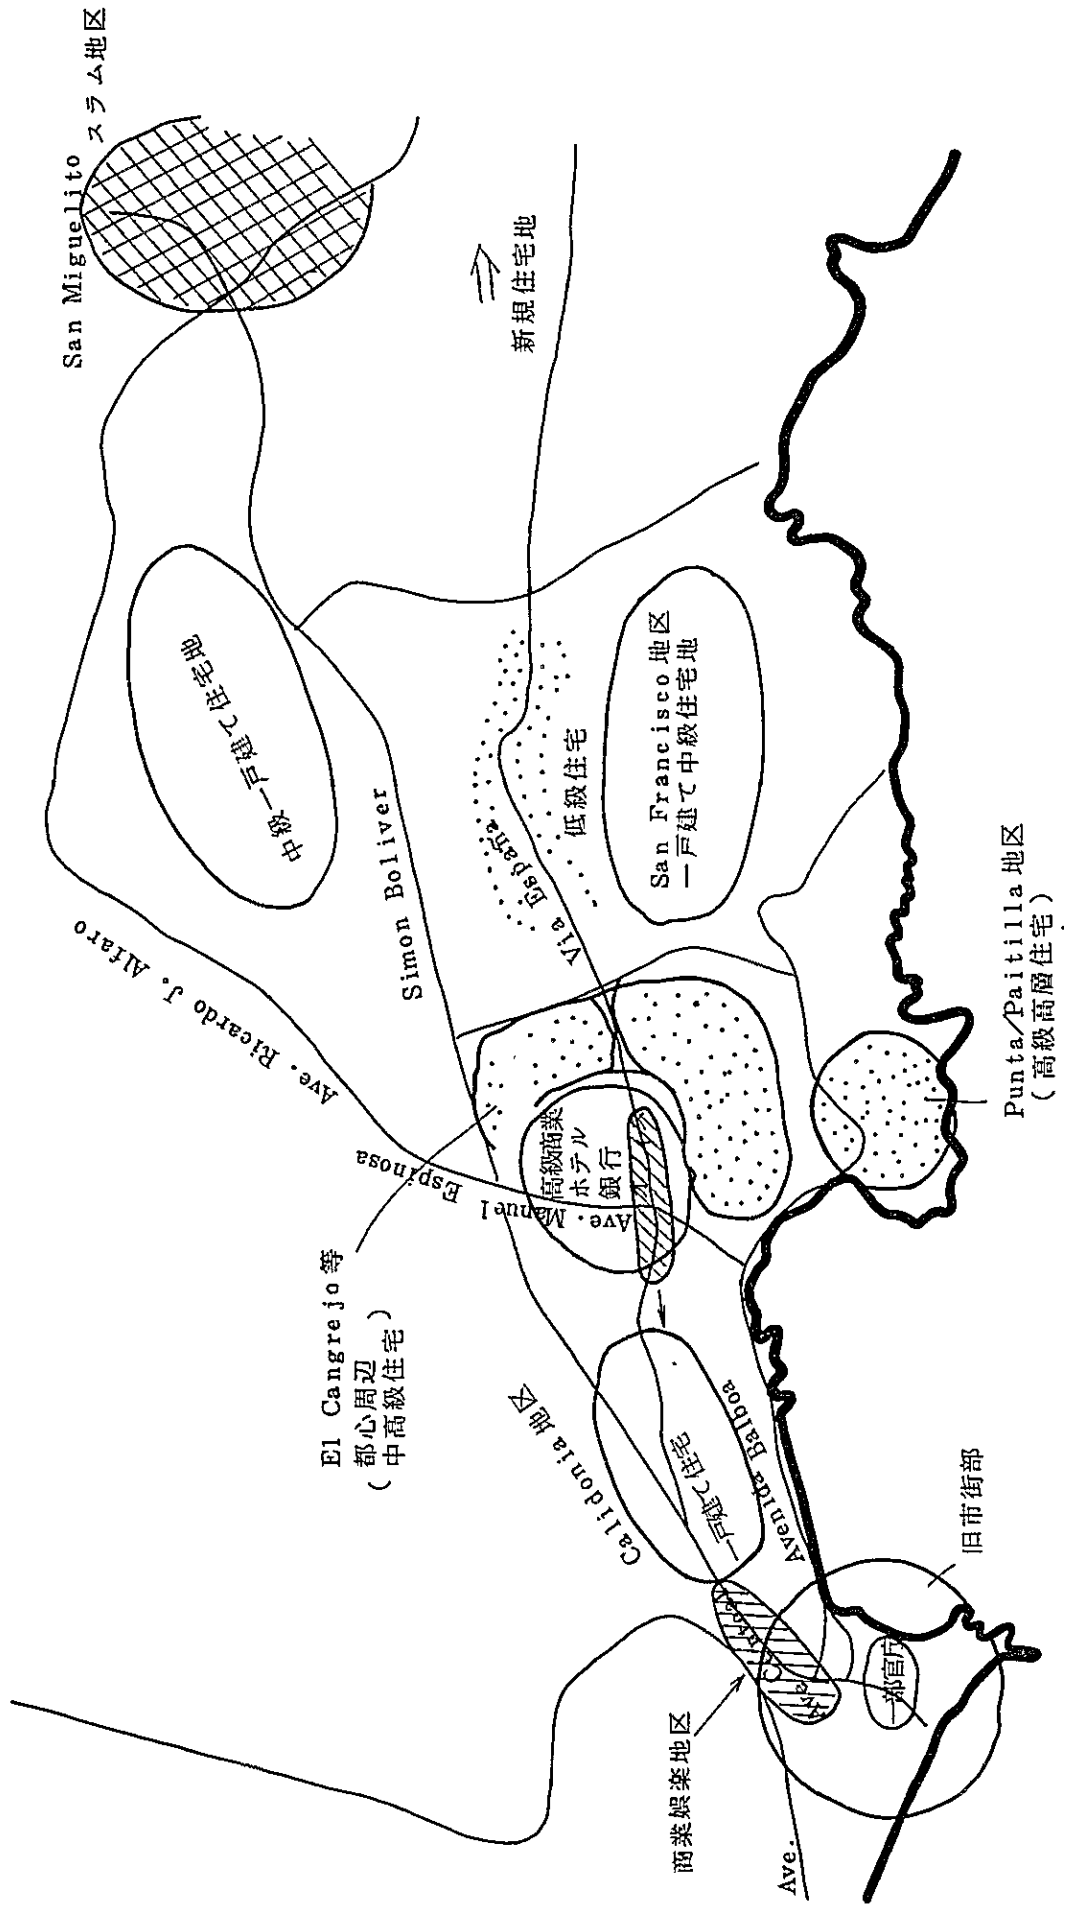 San Miguelito
スラム地区
新規住宅地
中級一戸建て住宅地
Simon Boliver
Ave. Ricardo J. Alfaro
Via España
低級住宅
San Francisco 地区
一戸建て中級住宅地
Punta/Paitilla 地区
(高級高層住宅)
Ave. Manuel Espinosa
高級商業
ホテル
銀行
El Cangrejo 等
都心周辺
(中高級住宅)
Calidonia 地区
一戸建て住宅
Avenida Balboa
旧市街部
一部官庁
商業娯楽地区
Ave.